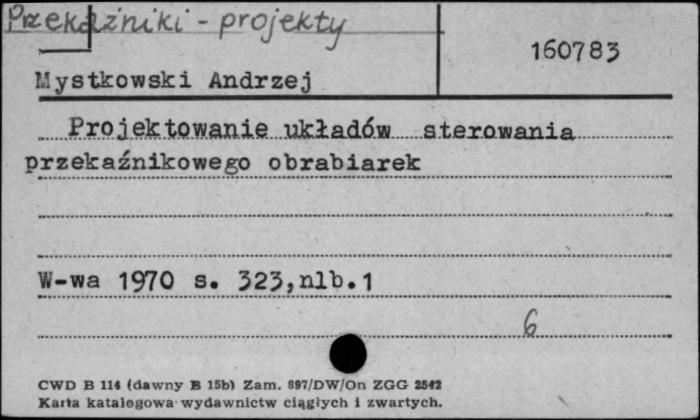 Przekaźniki - projekty
160783
Mystkowski Andrzej
Projektowanie układów sterowania
przekaźnikowego obrabiarek
W-wa 1970 s. 323,nlb.1
6
CWD B 114 (dawny B 15b) Zam. 897/DW/On ZGG 2542
Karta katalogowa wydawnictw ciągłych i zwartych.